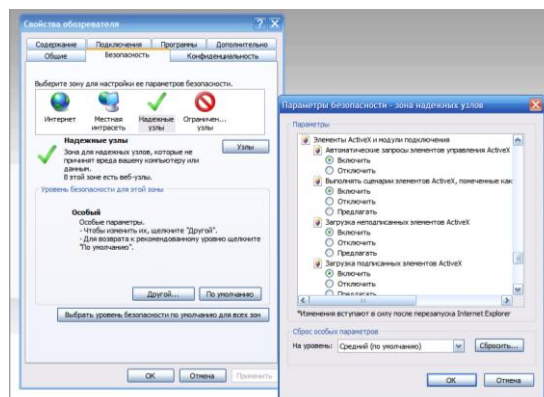 Свойства обозревателя
Содержание
Подключения
Программы
Дополнительно
Общие
Безопасность
Конфиденциальность
Выберите зону для настройки ее параметров безопасности.
Интернет
Местная интрасеть
Надежные узлы
Ограничен... узлы
Надежные узлы
Зона для надежных узлов, которые не
причинят вреда вашему компьютеру или
данным.
В этой зоне есть веб-узлы.
Узлы
Уровень безопасности для этой зоны
Особый
Особые параметры.
- Чтобы изменить их, щелкните "Другой".
- Для возврата к рекомендованному уровню щелкните
"По умолчанию".
Другой...
По умолчанию
Выбрать уровень безопасности по умолчанию для всех зон
OK
Отмена
Применить
Параметры безопасности - зона надежных узлов
Параметры
Элементы ActiveX и модули подключения
Автоматические запросы элементов управления ActiveX
Включить
Отключить
Выполнять сценарии элементов ActiveX, помеченные как
Включить
Отключить
Предлагать
Загрузка неподписанных элементов ActiveX
Включить
Отключить
Предлагать
Загрузка подписанных элементов ActiveX
Включить
Отключить
Предлагать
*Изменения вступают в силу после перезапуска Internet Explorer
Сброс особых параметров
На уровень:
Средний (по умолчанию)
Сбросить...
OK
Отмена